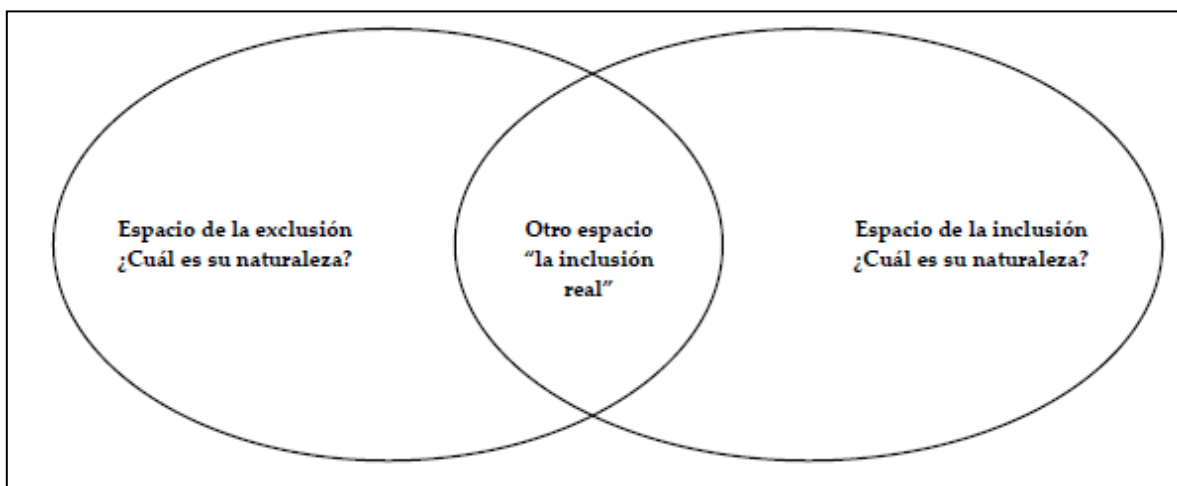 Espacio de la exclusión
¿Cuál es su naturaleza?
Otro espacio
“la inclusión
real”
Espacio de la inclusión
¿Cuál es su naturaleza?